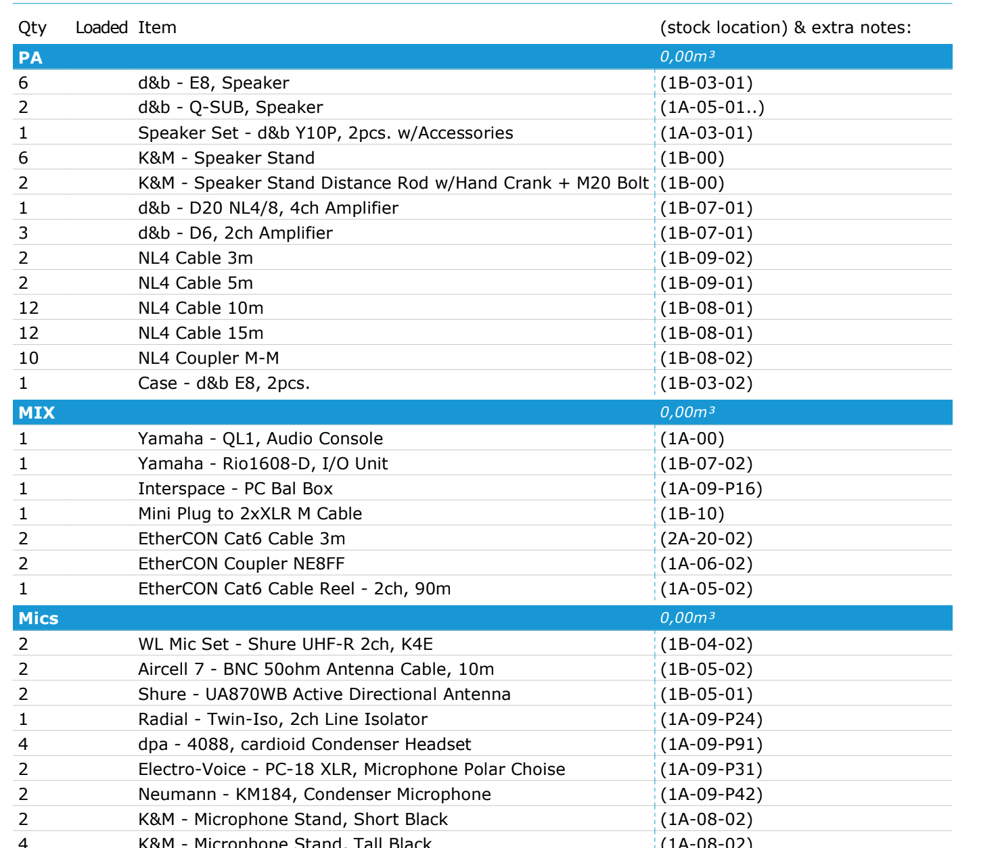 Qty Loaded Item (stock location) & extra notes:
PA 0,00m³
6 d&b - E8, Speaker (1B-03-01)
2 d&b - Q-SUB, Speaker (1A-05-01..)
1 Speaker Set - d&b Y10P, 2pcs. w/Accessories (1A-03-01)
6 K&M - Speaker Stand (1B-00)
2 K&M - Speaker Stand Distance Rod w/Hand Crank + M20 Bolt (1B-00)
1 d&b - D20 NL4/8, 4ch Amplifier (1B-07-01)
3 d&b - D6, 2ch Amplifier (1B-07-01)
2 NL4 Cable 3m (1B-09-02)
2 NL4 Cable 5m (1B-09-01)
12 NL4 Cable 10m (1B-08-01)
12 NL4 Cable 15m (1B-08-01)
10 NL4 Coupler M-M (1B-08-02)
1 Case - d&b E8, 2pcs. (1B-03-02)
MIX 0,00m³
1 Yamaha - QL1, Audio Console (1A-00)
1 Yamaha - Rio1608-D, I/O Unit (1B-07-02)
1 Interspace - PC Bal Box (1A-09-P16)
1 Mini Plug to 2xXLR M Cable (1B-10)
2 EtherCON Cat6 Cable 3m (2A-20-02)
2 EtherCON Coupler NE8FF (1A-06-02)
1 EtherCON Cat6 Cable Reel - 2ch, 90m (1A-05-02)
Mics 0,00m³
2 WL Mic Set - Shure UHF-R 2ch, K4E (1B-04-02)
2 Aircell 7 - BNC 50ohm Antenna Cable, 10m (1B-05-02)
2 Shure - UA870WB Active Directional Antenna (1B-05-01)
1 Radial - Twin-Iso, 2ch Line Isolator (1A-09-P24)
4 dpa - 4088, cardioid Condenser Headset (1A-09-P91)
2 Electro-Voice - PC-18 XLR, Microphone Polar Choise (1A-09-P31)
2 Neumann - KM184, Condenser Microphone (1A-09-P42)
2 K&M - Microphone Stand, Short Black (1A-08-02)
4 K&M - Microphone Stand, Tall Black (1A-08-02)